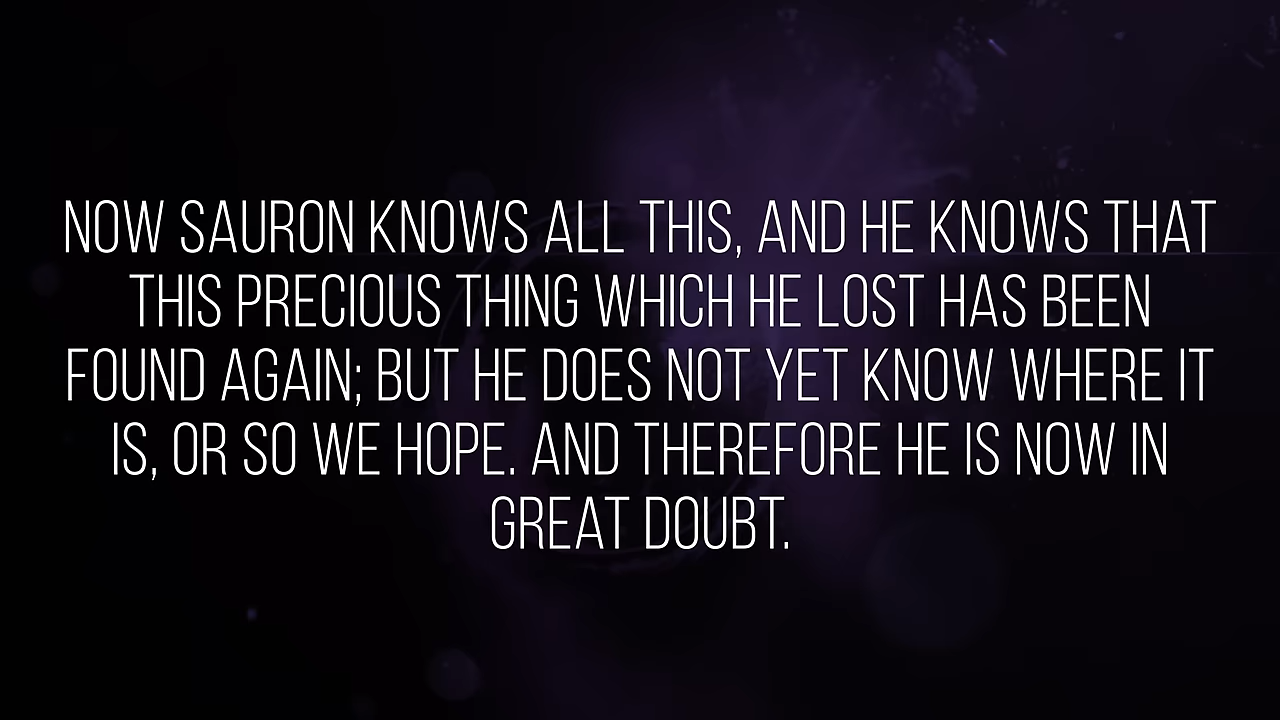 NOW SAURON KNOWS ALL THIS, AND HE KNOWS THAT
THIS PRECIOUS THING WHICH HE LOST HAS BEEN
FOUND AGAIN; BUT HE DOES NOT YET KNOW WHERE IT
IS, OR SO WE HOPE. AND THEREFORE HE IS NOW IN
GREAT DOUBT.